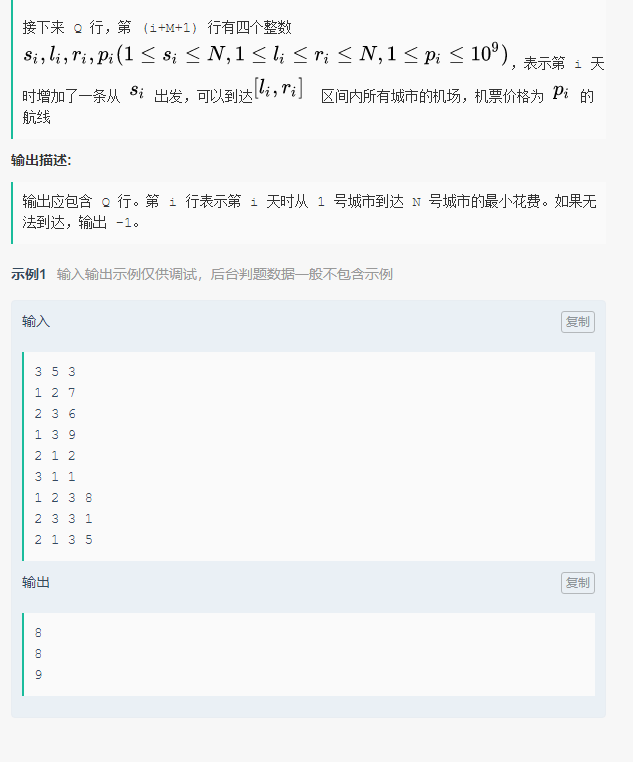 接下来 Q 行，第 (i+M+1) 行有四个整数
s_i, l_i, r_i, p_i(1 ≤ s_i ≤ N, 1 ≤ l_i ≤ r_i ≤ N, 1 ≤ p_i ≤ 10^9)，表示第 i 天
时增加了一条从 s_i 出发，可以到达[l_i, r_i] 区间内所有城市的机场，机票价格为 p_i 的
航线
输出描述:
输出应包含 Q 行。第 i 行表示第 i 天时从 1 号城市到达 N 号城市的最小花费。如果无
法到达，输出 -1。
示例1 输入输出示例仅供调试，后台判题数据一般不包含示例
输入 复制
3 5 3
1 2 7
2 3 6
1 3 9
2 1 2
3 1 1
1 2 3 8
2 3 3 1
2 1 3 5
输出 复制
8
8
9